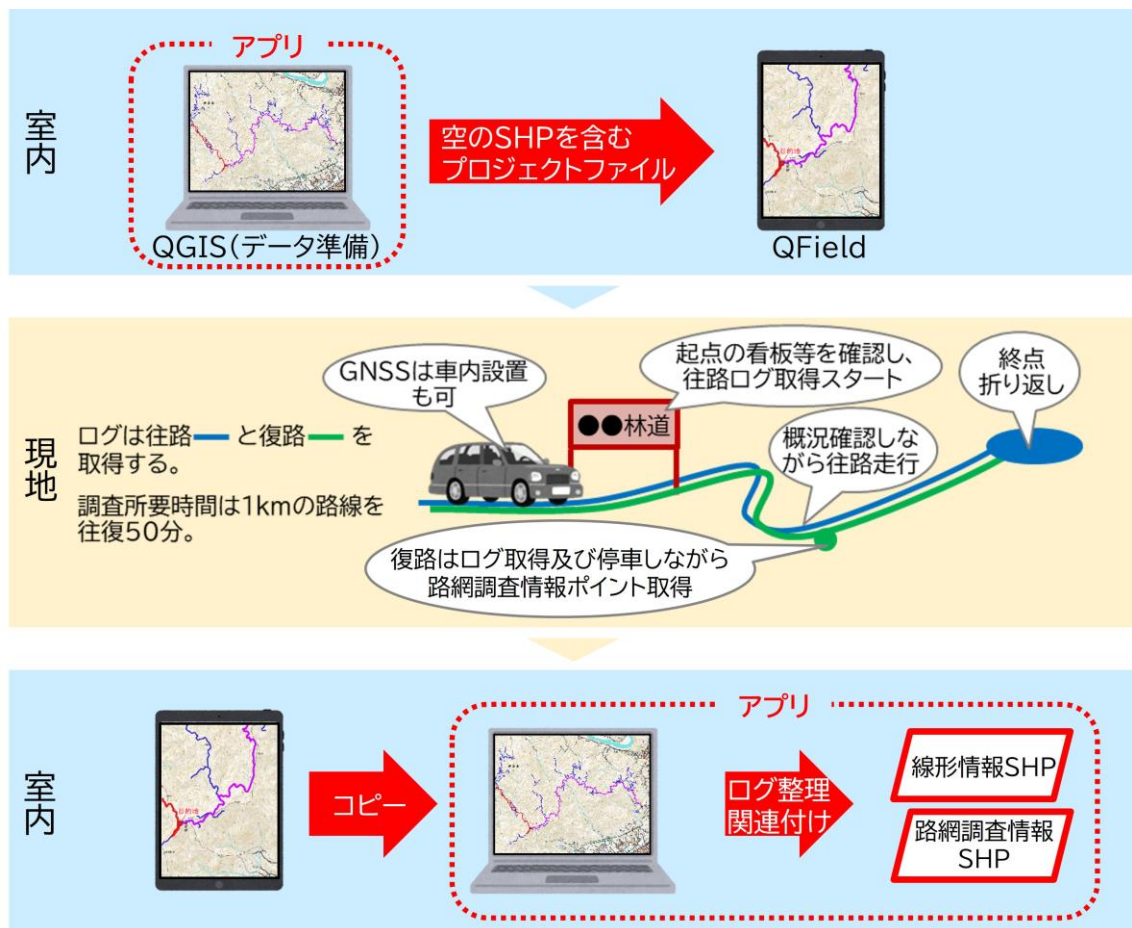 室内
アプリ
QGIS(データ準備)
空のSHPを含む
プロジェクトファイル
目的地
QField
現地
ログは往路 と復路 を
取得する。
調査所要時間は1kmの路線を
往復50分。
GNSSは車内設置
も可
●●林道
起点の看板等を確認し、
往路ログ取得スタート
終点
折り返し
概況確認しな
がら往路走行
復路はログ取得及び停車しながら
路網調査情報ポイント取得
室内
目的地
コピー
アプリ
ログ整理
関連付け
線形情報SHP
路網調査情報
SHP